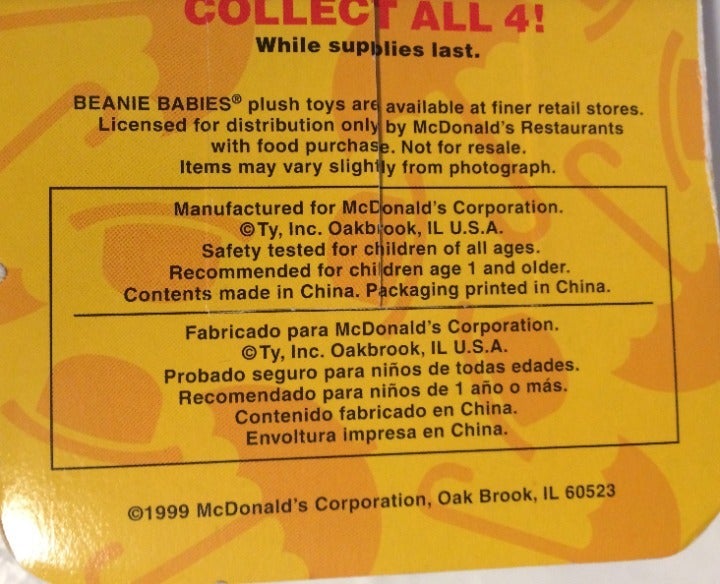 COLLECT ALL 4!
While supplies last.
BEANIE BABIES® plush toys are available at finer retail stores.
Licensed for distribution only by McDonald's Restaurants
with food purchase. Not for resale.
Items may vary slightly from photograph.
Manufactured for McDonald's Corporation.
©Ty, Inc. Oakbrook, IL U.S.A.
Safety tested for children of all ages.
Recommended for children age 1 and older.
Contents made in China. Packaging printed in China.
Fabricado para McDonald's Corporation.
©Ty, Inc. Oakbrook, IL U.S.A.
Probado seguro para niños de todas edades.
Recomendado para niños de 1 año o más.
Contenido fabricado en China.
Envoltura impresa en China.
©1999 McDonald's Corporation, Oak Brook, IL 60523